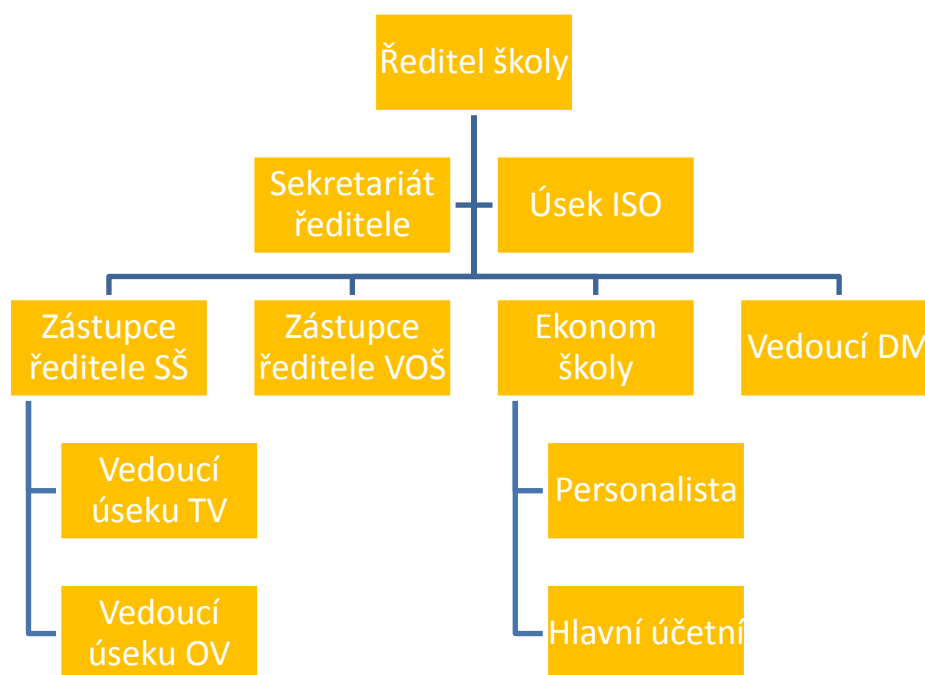 Ředitel školy
Sekretariát
ředitele
Úsek ISO
Zástupce
ředitele SŠ
Zástupce
ředitele VOŠ
Ekonom
školy
Vedoucí DM
Vedoucí
úseku TV
Personalista
Vedoucí
úseku OV
Hlavní účetní